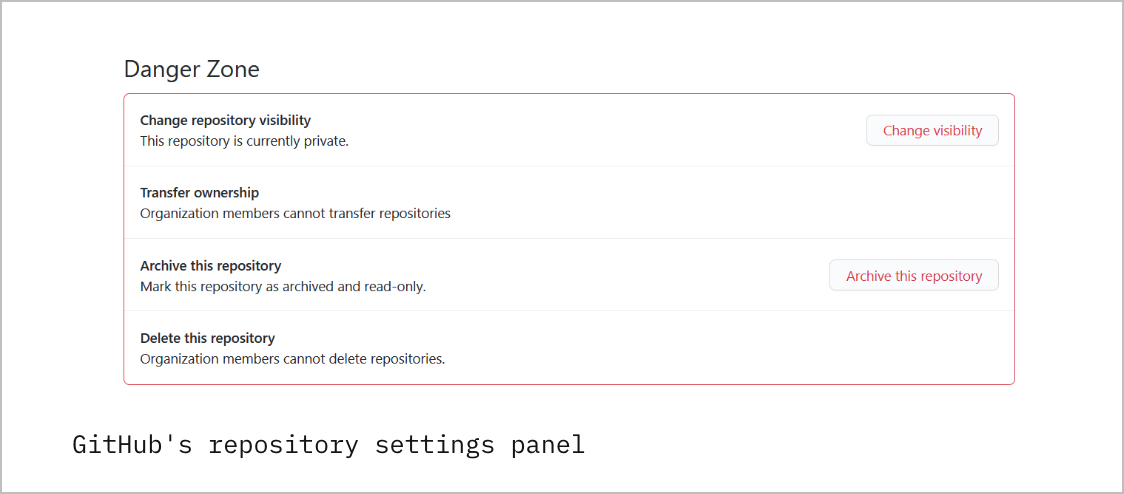 Danger Zone
Change repository visibility
This repository is currently private.
Change visibility
Transfer ownership
Organization members cannot transfer repositories
Archive this repository
Mark this repository as archived and read-only.
Archive this repository
Delete this repository
Organization members cannot delete repositories.
GitHub's repository settings panel